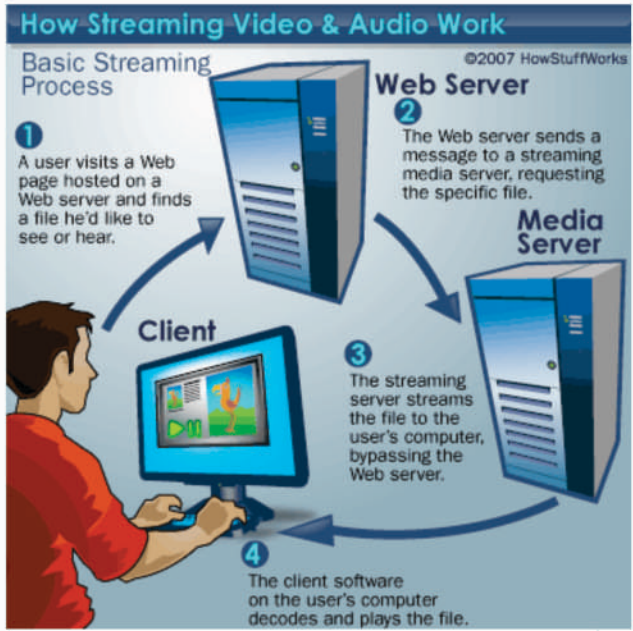 How Streaming Video & Audio Work
©2007 HowStuffWorks
Basic Streaming
Process
1
A user visits a Web
page hosted on a
Web server and finds
a file he'd like to
see or hear.
Web Server
2
The Web server sends a
message to a streaming
media server, requesting
the specific file.
Media
Server
Client
3
The streaming
server streams
the file to the
user's computer,
bypassing the
Web server.
4
The client software
on the user's computer
decodes and plays the file.